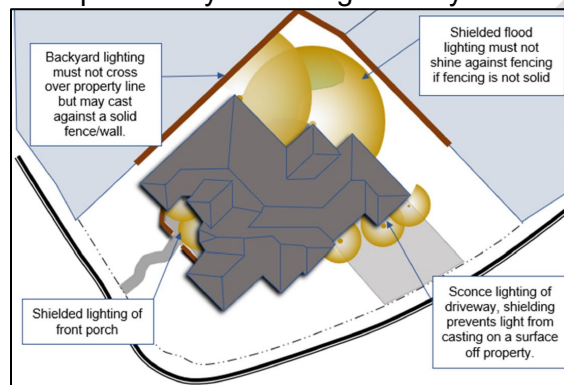 Backyard lighting
must not cross
over property line
but may cast
against a solid
fence/wall.
Shielded flood
lighting must not
shine against fencing
if fencing is not solid
Shielded lighting of
front porch
Sconce lighting of
driveway, shielding
prevents light from
casting on a surface
off property.